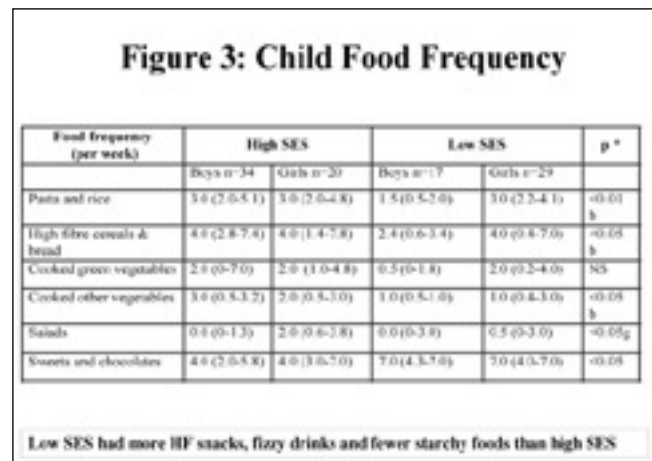 Figure 3: Child Food Frequency
Food frequency (per week) High SES Low SES p *
Boys n=34 Girls n=20 Boys n=17 Girls n=29
Pasta and rice 3.0 (2.0-5.1) 3.0 (2.0-4.8) 1.5 (0.5-2.0) 3.0 (2.2-4.1) <0.01 b
High fibre cereals & bread 4.0 (2.8-7.4) 4.0 (1.4-7.8) 4.0 (0.8-7.0) <0.05 b
Cooked green vegetables 2.0 (0-7.0) 2.0 (1.0-4.8) 0.5 (0-1.8) 2.0 (0.2-4.0) NS
Cooked other vegetables 3.0 (0.5-3.2) 2.0 (0.5-3.0) 1.0 (0.5-1.0) 1.0 (0.4-3.0) <0.05 b
Salads 0.0 (0-1.3) 2.0 (0.6-3.8) 0.0 (0-3.0) 0.5 (0-3.0) <0.05g
Sweets and chocolates 4.0 (2.0-5.8) 4.0 (3.0-7.0) 7.0 (4.3-7.0) 7.0 (4.0-7.0) <0.05
Low SES had more HF snacks, fizzy drinks and fewer starchy foods than high SES